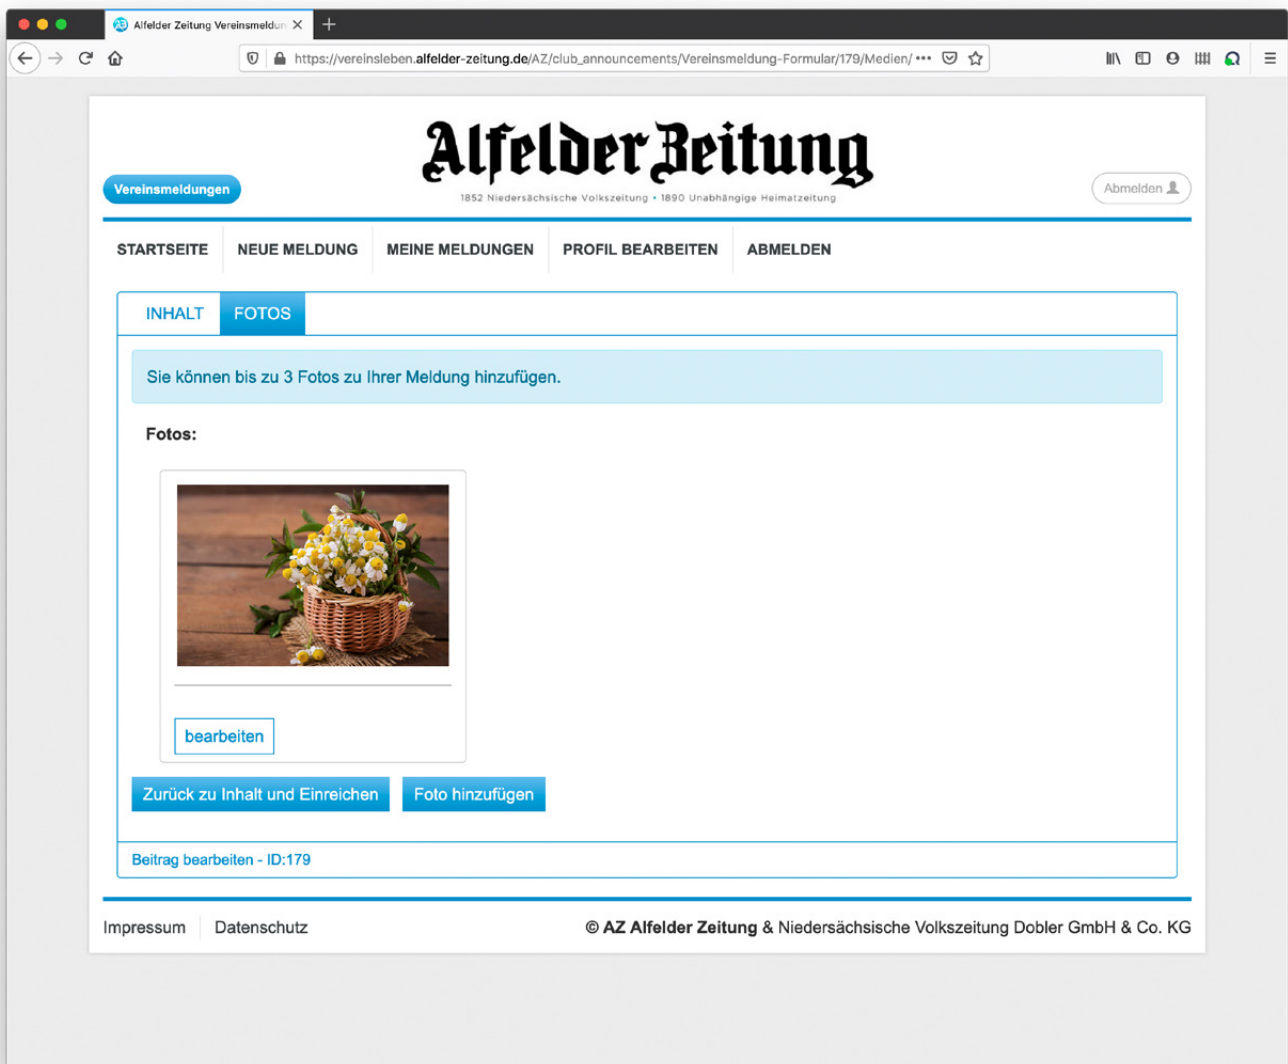 Alfelder Zeitung Vereinsmeldun
https://vereinsleben.alfelder-zeitung.de/AZ/club_announcements/Vereinsmeldung-Formular/179/Medien/
Alfelder Zeitung
Vereinsmeldungen
1852 Niedersächsische Volkszeitung • 1890 Unabhängige Heimatzeitung
Abmelden
STARTSEITE NEUE MELDUNG MEINE MELDUNGEN PROFIL BEARBEITEN ABMELDEN
INHALT FOTOS
Sie können bis zu 3 Fotos zu Ihrer Meldung hinzufügen.
Fotos:
bearbeiten
Zurück zu Inhalt und Einreichen Foto hinzufügen
Beitrag bearbeiten - ID:179
Impressum Datenschutz © AZ Alfelder Zeitung & Niedersächsische Volkszeitung Dobler GmbH & Co. KG